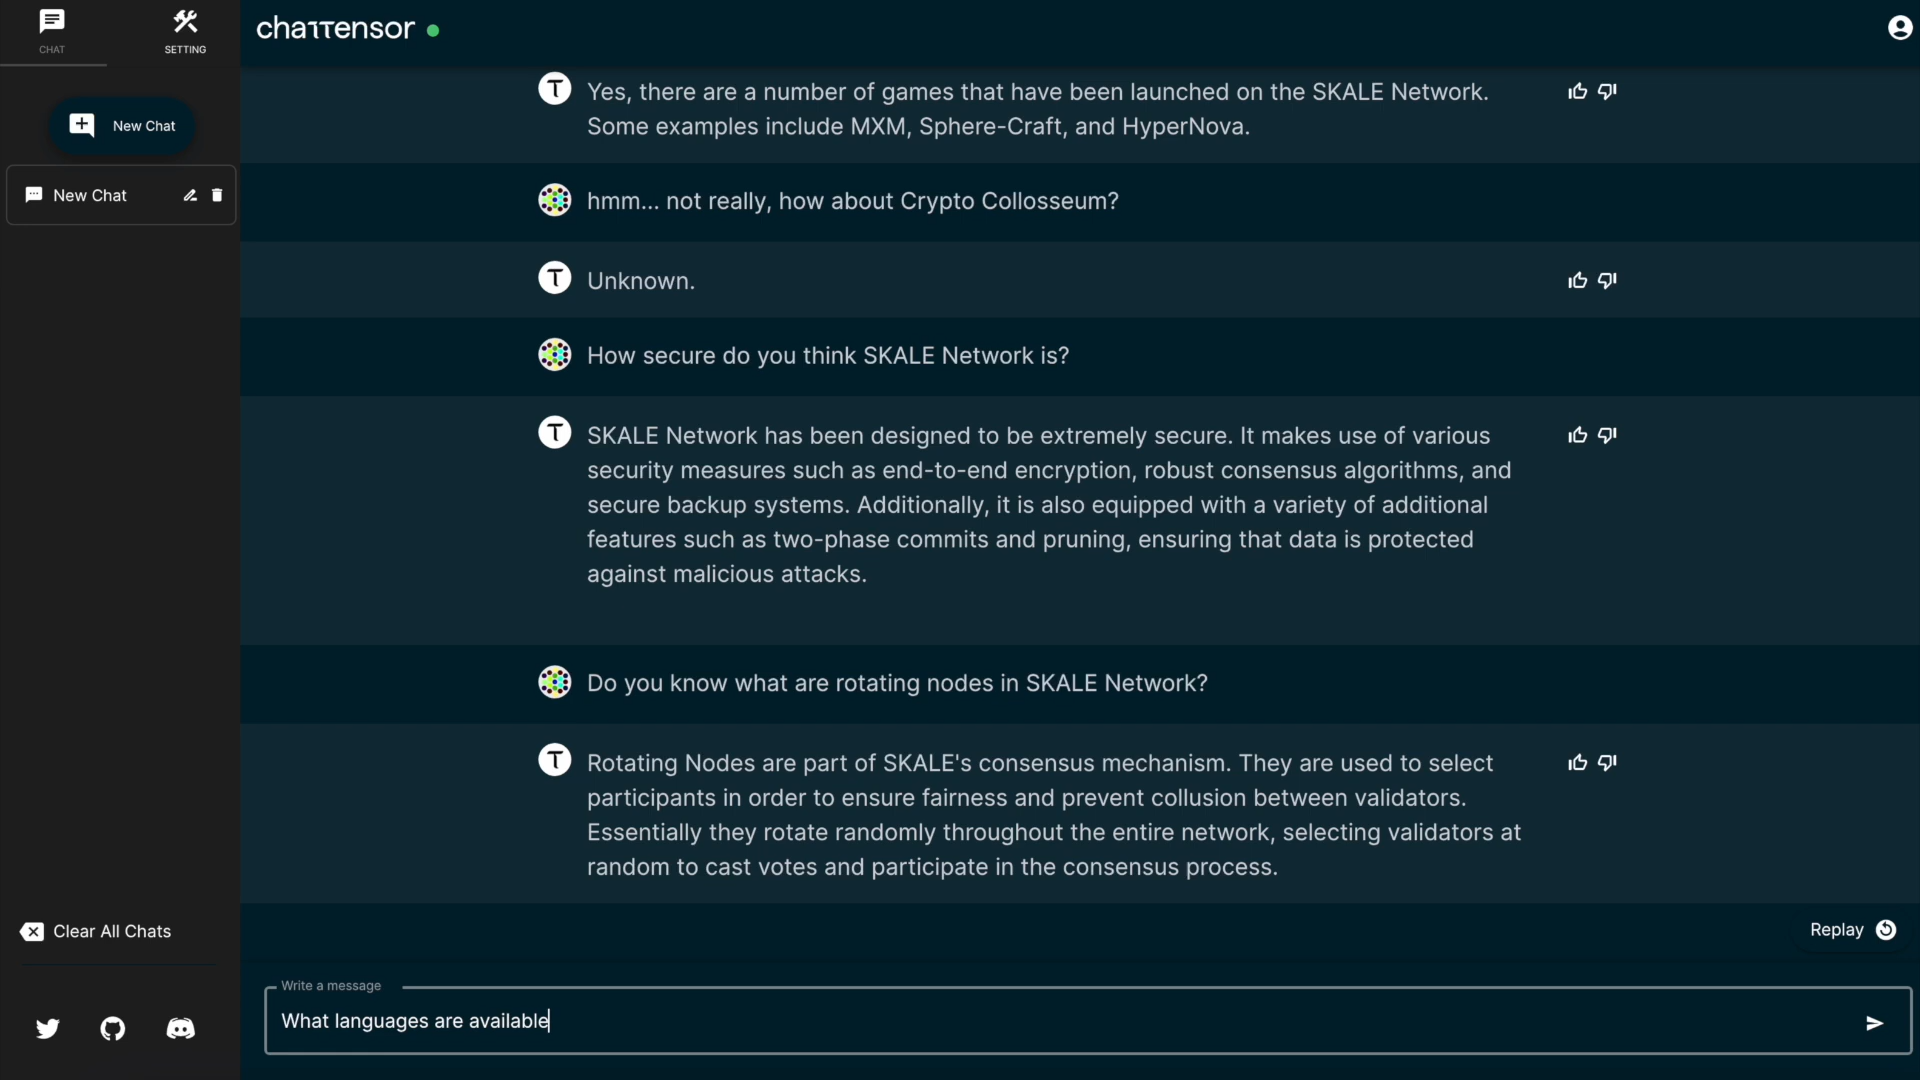 CHAT
SETTING
chaттensor
New Chat
New Chat
Clear All Chats
Yes, there are a number of games that have been launched on the SKALE Network.
Some examples include MXM, Sphere-Craft, and HyperNova.
hmm... not really, how about Crypto Collosseum?
Unknown.
How secure do you think SKALE Network is?
SKALE Network has been designed to be extremely secure. It makes use of various
security measures such as end-to-end encryption, robust consensus algorithms, and
secure backup systems. Additionally, it is also equipped with a variety of additional
features such as two-phase commits and pruning, ensuring that data is protected
against malicious attacks.
Do you know what are rotating nodes in SKALE Network?
Rotating Nodes are part of SKALE's consensus mechanism. They are used to select
participants in order to ensure fairness and prevent collusion between validators.
Essentially they rotate randomly throughout the entire network, selecting validators at
random to cast votes and participate in the consensus process.
Replay
Write a message
What languages are available